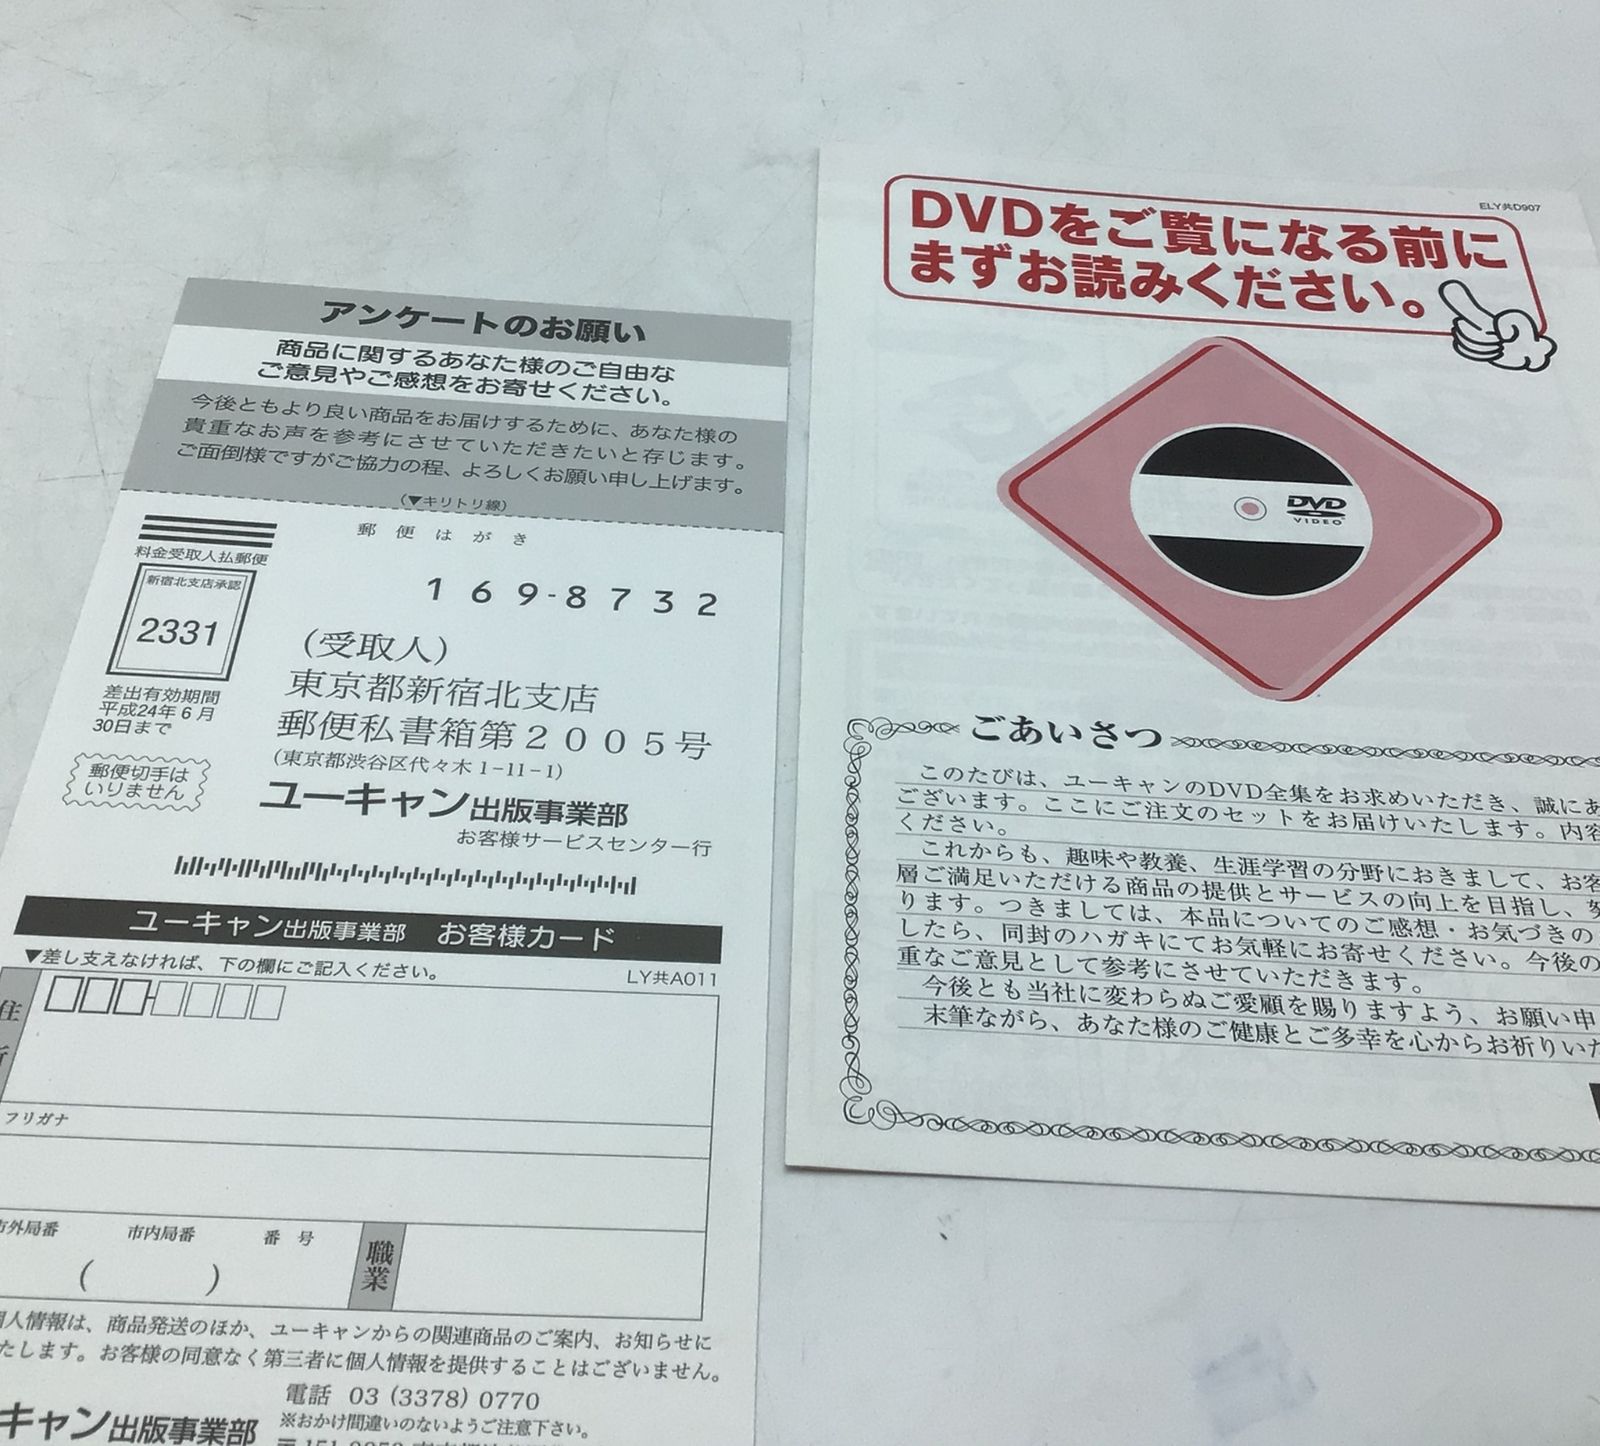 アンケートのお願い
商品に関するあなた様のご自由な
ご意見やご感想をお寄せください。
今後ともより良い商品をお届けするために、あなた様の
貴重なお声を参考にさせていただきたいと存じます。
ご面倒様ですがご協力の程、よろしくお願い申し上げます。
(▼キリトリ線)
郵便はがき
料金受取人払郵便
新宿北支店承認
2331
差出有効期間
平成24年6月
30日まで
郵便切手は
いりません
169-8732
(受取人)
東京都新宿北支店
郵便私書箱第2005号
(東京都渋谷区代々木1-11-1)
ユーキャン出版事業部
お客様サービスセンター行
ユーキャン出版事業部 お客様カード
▼差し支えなければ、下の欄にご記入ください。
LY共A011
住
フリガナ
市外局番 市内局番 番号
( )
職業
個人情報は、商品発送のほか、ユーキャンからの関連商品のご案内、お知らせに
たします。お客様の同意なく第三者に個人情報を提供することはございません。
キャン出版事業部
電話 03(3378)0770
※おかけ間違いのないようご注意下さい。
ELY共D907
DVDをご覧になる前に
まずお読みください。
DVD
VIDEO
ごあいさつ
このたびは、ユーキャンのDVD全集をお求めいただき、誠にあ
ございます。ここにご注文のセットをお届けいたします。内容
ください。
これからも、趣味や教養、生涯学習の分野におきまして、お客
層ご満足いただける商品の提供とサービスの向上を目指し、努
ります。つきましては、本品についてのご感想・お気づきの
したら、同封のハガキにてお気軽にお寄せください。今後の
重なご意見として参考にさせていただきます。
今後とも当社に変わらぬご愛顧を賜りますよう、お願い申
末筆ながら、あなた様のご健康とご多幸を心からお祈りいた